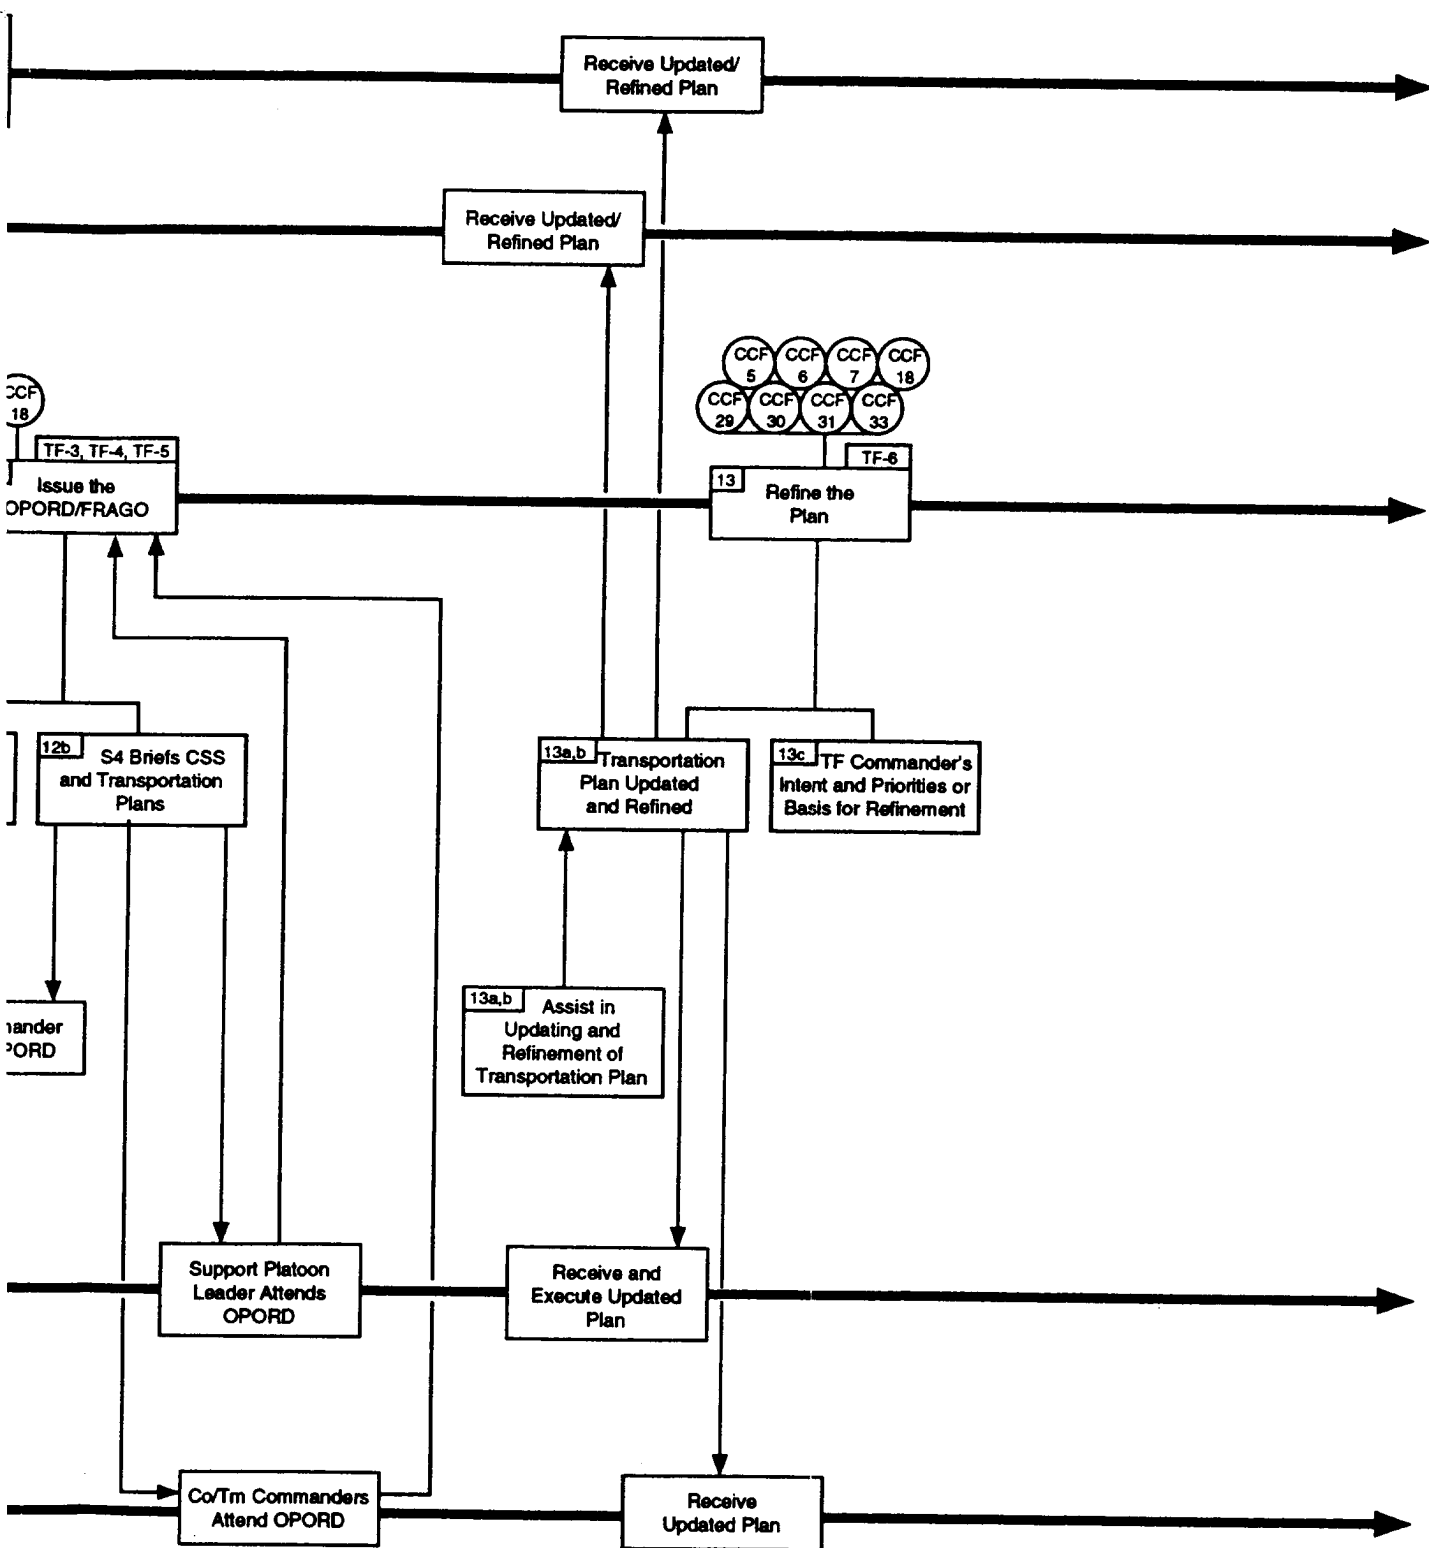 Receive Updated/
Refined Plan
Receive Updated/
Refined Plan
CCF
5
CCF
6
CCF
7
CCF
18
CCF
29
CCF
30
CCF
31
CCF
33
CCF
18
TF-3, TF-4, TF-5
Issue the
OPORD/FRAGO
TF-6
13
Refine the
Plan
12b
S4 Briefs CSS
and Transportation
Plans
13a,b
Transportation
Plan Updated
and Refined
13c
TF Commander's
Intent and Priorities or
Basis for Refinement
13a,b
Assist in
Updating and
Refinement of
Transportation Plan
Support Platoon
Leader Attends
OPORD
Receive and
Execute Updated
Plan
Co/Tm Commanders
Attend OPORD
Receive
Updated Plan